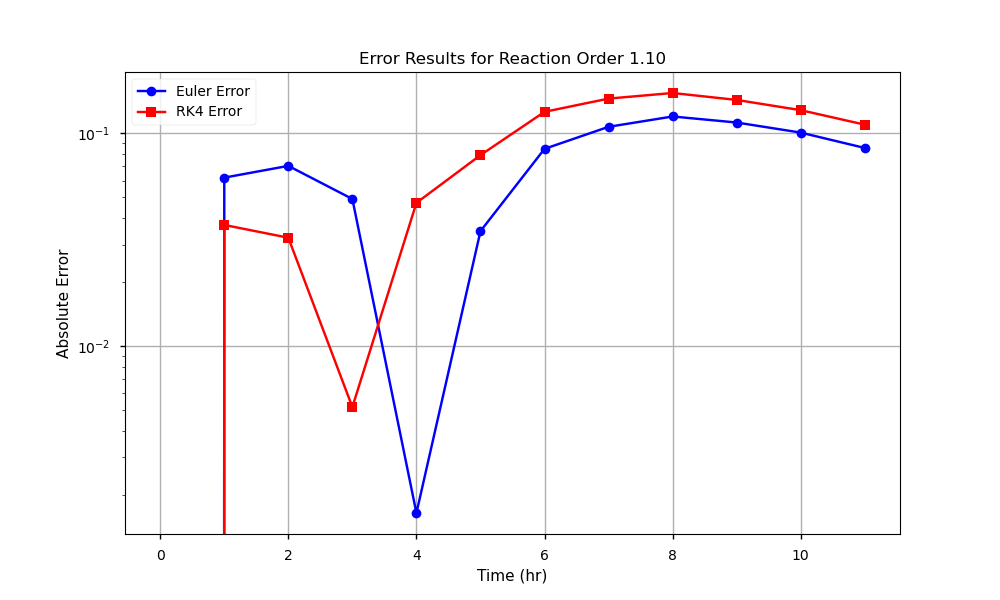 Error Results for Reaction Order 1.10
Euler Error
RK4 Error
Absolute Error
10⁻¹
10⁻²
0 2 4 6 8 10
Time (hr)